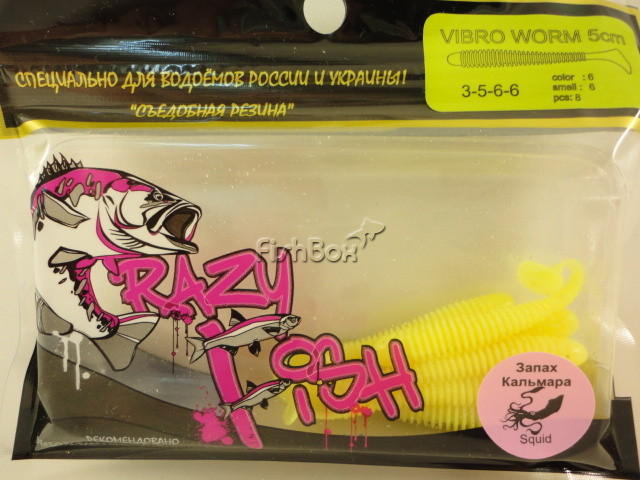 VIBRO WORM 5cm
3-5-6-6
color : 6
smell : 6
pcs: 8
СПЕЦИАЛЬНО ДЛЯ ВОДОЁМОВ РОССИИ И УКРАИНЫ!
"СЪЕДОБНАЯ РЕЗИНА"
FishBox
CRAZY
FISH
Запах
Кальмара
Squid
РЕКОМЕНДОВАНО